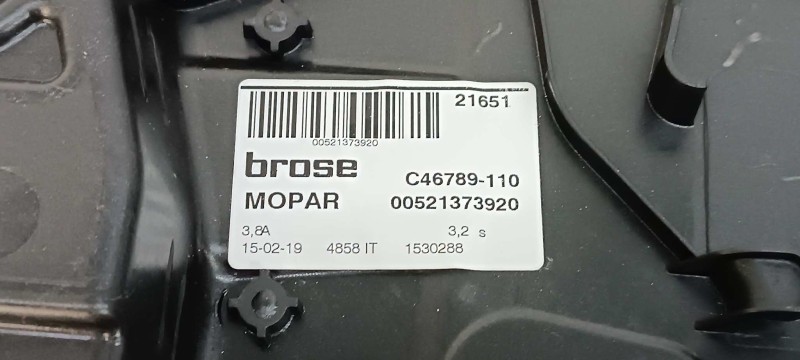 21651
00521373920
brose C46789-110
MOPAR 00521373920
3,8A 3,2 s
15-02-19 4858 IT 1530288